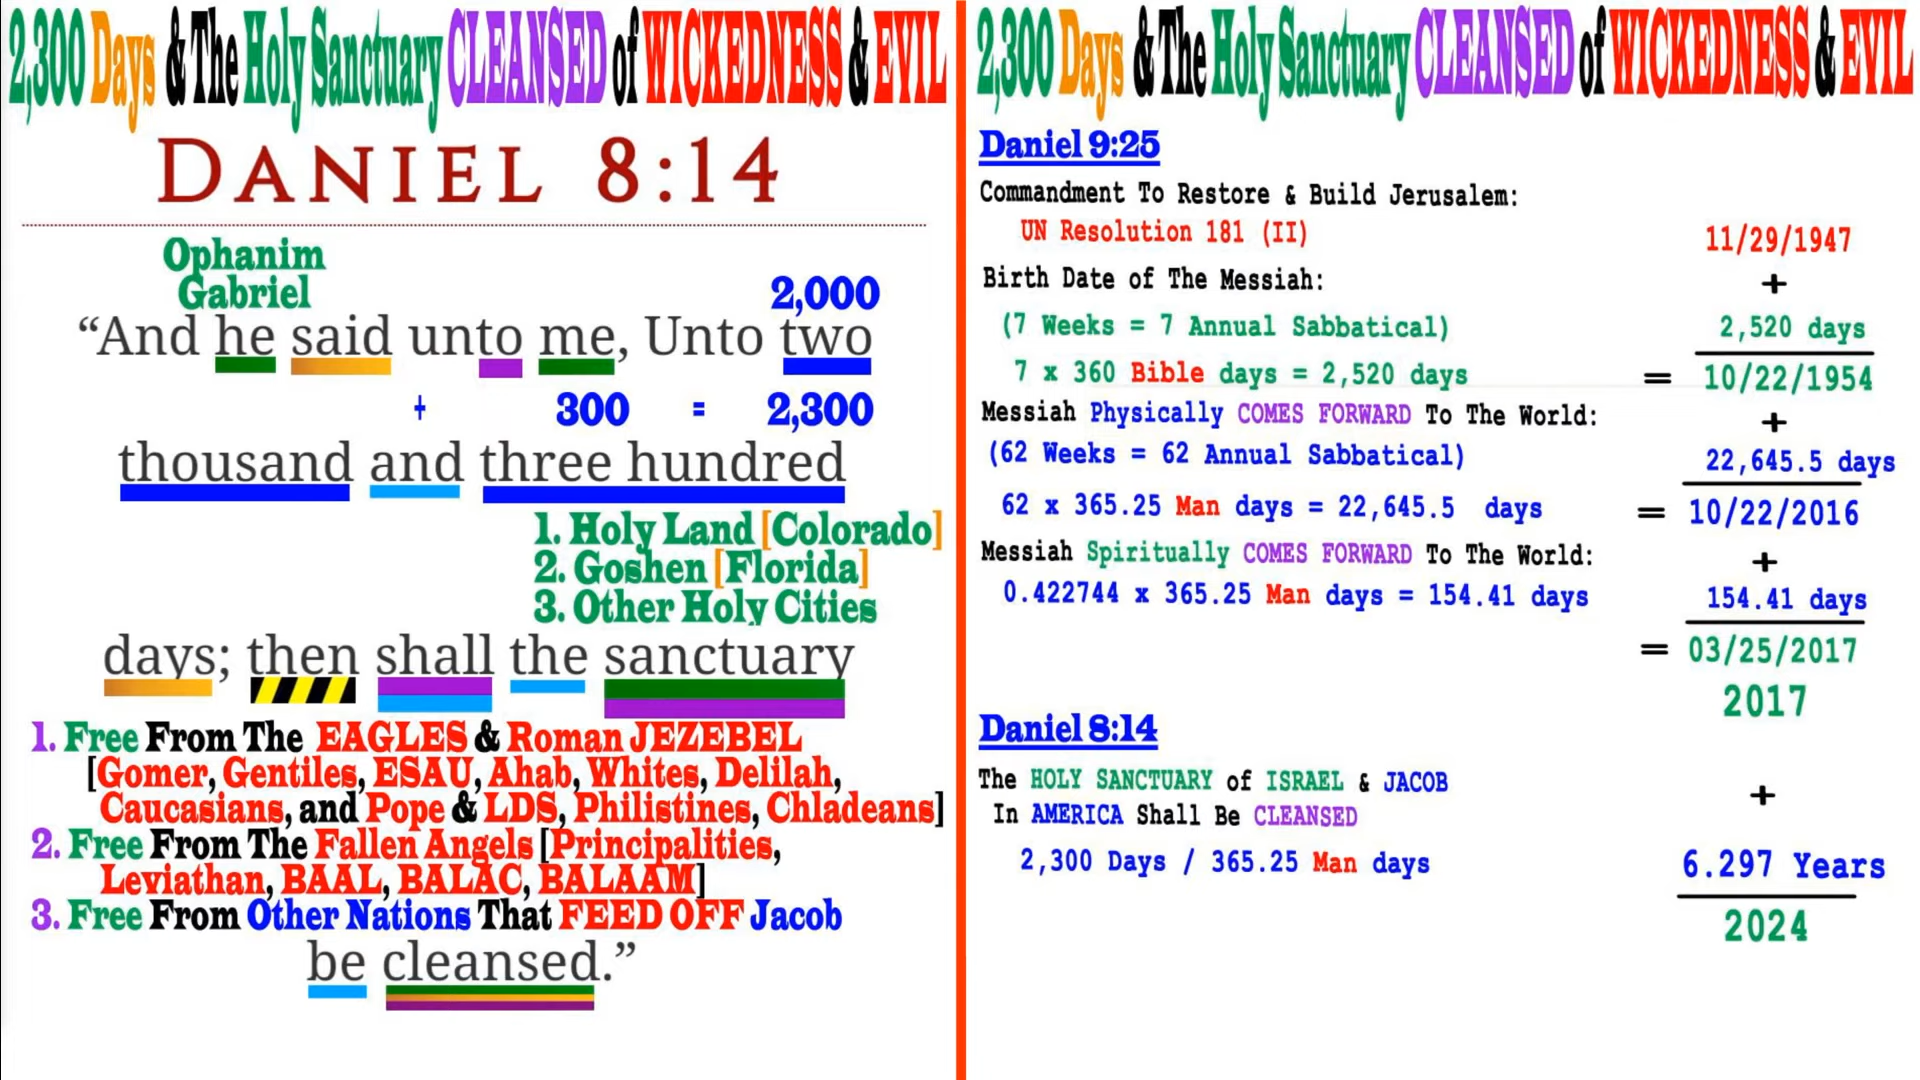 2,300 Days & The Holy Sanctuary CLEANSED of WICKEDNESS & EVIL
DANIEL 8:14
Ophanim
Gabriel
2,000
“And he said unto me, Unto two
+ 300 = 2,300
thousand and three hundred
1. Holy Land [Colorado]
2. Goshen [Florida]
3. Other Holy Cities
days; then shall the sanctuary
1. Free From The EAGLES & Roman JEZEBEL
[Gomer, Gentiles, ESAU, Ahab, Whites, Delilah,
Caucasians, and Pope & LDS, Philistines, Chladeans]
2. Free From The Fallen Angels [Principalities,
Leviathan, BAAL, BALAC, BALAAM]
3. Free From Other Nations That FEED OFF Jacob
be cleansed.”
2,300 Days & The Holy Sanctuary CLEANSED of WICKEDNESS & EVIL
Daniel 9:25
Commandment To Restore & Build Jerusalem:
UN Resolution 181 (II) 11/29/1947
Birth Date of The Messiah: +
(7 Weeks = 7 Annual Sabbatical) 2,520 days
7 x 360 Bible days = 2,520 days = 10/22/1954
Messiah Physically COMES FORWARD To The World: +
(62 Weeks = 62 Annual Sabbatical) 22,645.5 days
62 x 365.25 Man days = 22,645.5 days = 10/22/2016
Messiah Spiritually COMES FORWARD To The World: +
0.422744 x 365.25 Man days = 154.41 days 154.41 days
= 03/25/2017
2017
Daniel 8:14
The HOLY SANCTUARY of ISRAEL & JACOB +
In AMERICA Shall Be CLEANSED
2,300 Days / 365.25 Man days 6.297 Years
2024